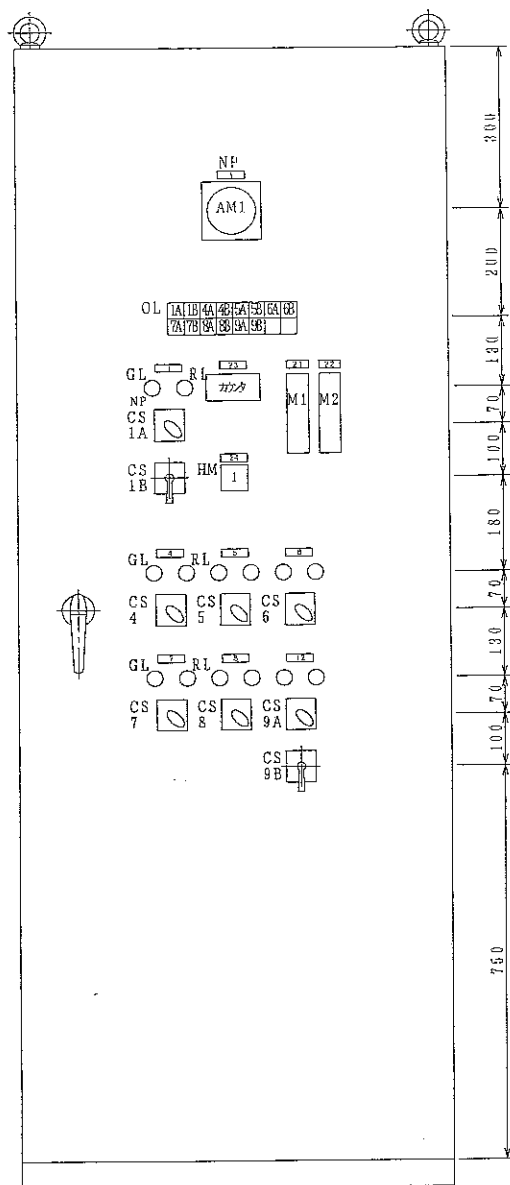 NP
AM1
OL 1A 1B 4A 4B 5A 5B 6A 6B
7A 7B 8A 8B 9A 9B
GL 1 RL 23 21 22
カウンタ M1 M2
NP
CS
1A
CS
1B
HM 24
1
GL 4 RL 5 6
CS
4
CS
5
CS
6
GL 7 RL 8 12
CS
7
CS
8
CS
9A
CS
9B
300
200
130
70
100
180
70
130
70
100